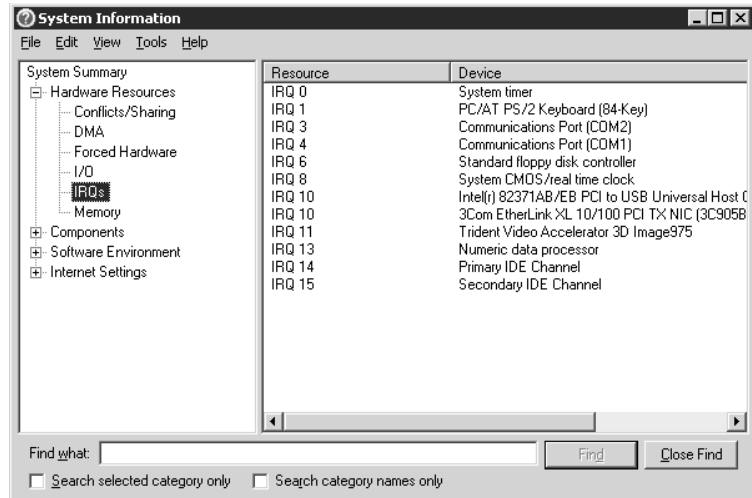 System Information
File Edit View Tools Help
System Summary
Hardware Resources
Conflicts/Sharing
DMA
Forced Hardware
I/O
IRQs
Memory
Components
Software Environment
Internet Settings
Resource Device
IRQ 0 System timer
IRQ 1 PC/AT PS/2 Keyboard (84-Key)
IRQ 3 Communications Port (COM2)
IRQ 4 Communications Port (COM1)
IRQ 6 Standard floppy disk controller
IRQ 8 System CMOS/real time clock
IRQ 10 Intel(r) 82371AB/EB PCI to USB Universal Host
IRQ 10 3Com EtherLink XL 10/100 PCI TX NIC (3C905B
IRQ 11 Trident Video Accelerator 3D Image975
IRQ 13 Numeric data processor
IRQ 14 Primary IDE Channel
IRQ 15 Secondary IDE Channel
Find what: Find Close Find
Search selected category only Search category names only